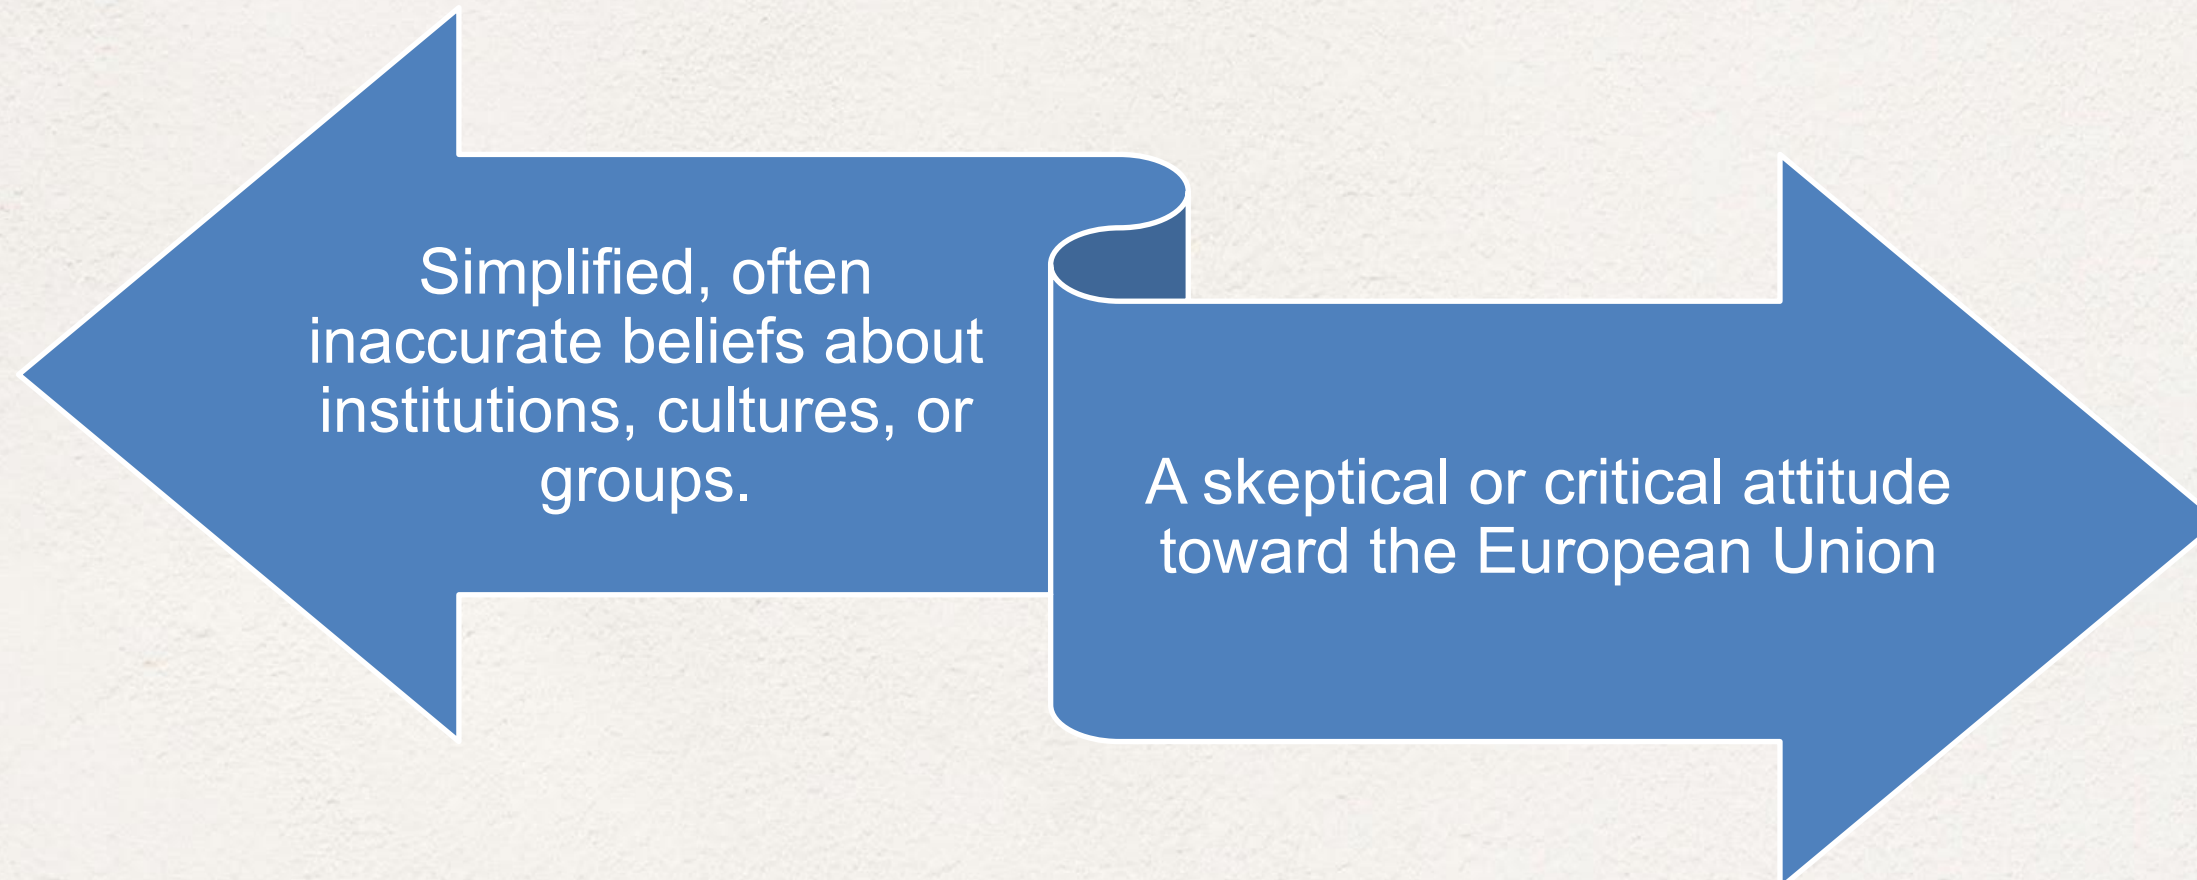 Simplified, often
inaccurate beliefs about
institutions, cultures, or
groups.
A skeptical or critical attitude
toward the European Union